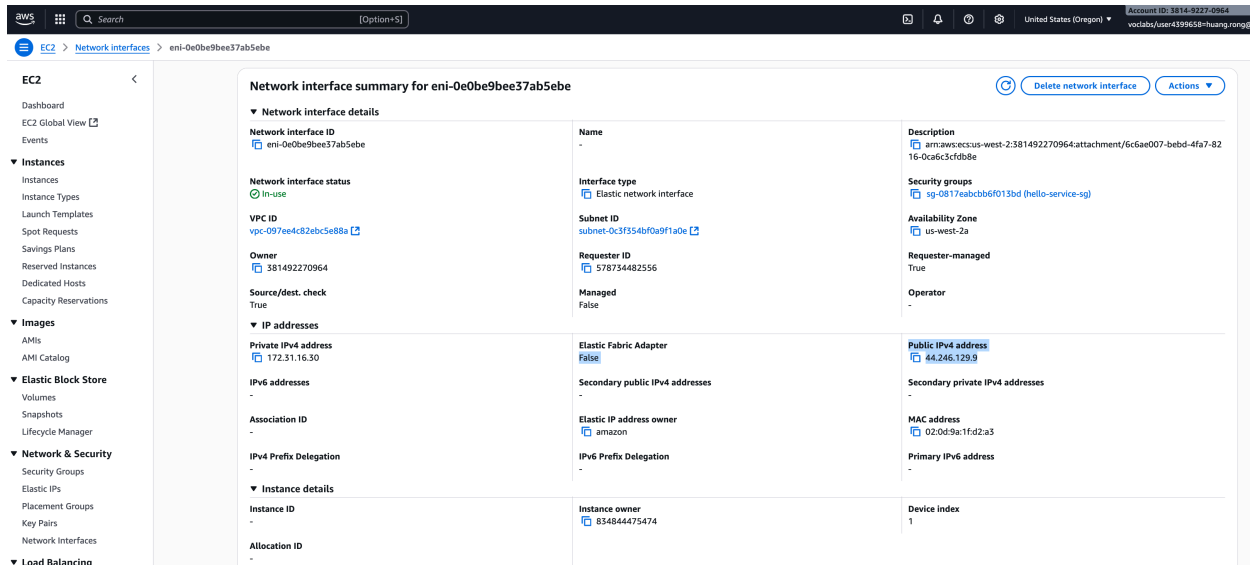 aws
Search
[Option+S]
United States (Oregon)
Account ID: 3814-9227-0964
voclabs/user4399658=huang.rong@
EC2 > Network interfaces > eni-0e0be9bee37ab5ebe
EC2
Dashboard
EC2 Global View
Events
Instances
Instances
Instance Types
Launch Templates
Spot Requests
Savings Plans
Reserved Instances
Dedicated Hosts
Capacity Reservations
Images
AMIs
AMI Catalog
Elastic Block Store
Volumes
Snapshots
Lifecycle Manager
Network & Security
Security Groups
Elastic IPs
Placement Groups
Key Pairs
Network Interfaces
Load Balancing
Network interface summary for eni-0e0be9bee37ab5ebe
Delete network interface
Actions
Network interface details
Network interface ID
eni-0e0be9bee37ab5ebe
Name
-
Description
arn:aws:ecs:us-west-2:381492270964:attachment/6c6ae007-bebd-4fa7-82
16-0ca6c3cfdb8e
Network interface status
In-use
Interface type
Elastic network interface
Security groups
sg-0817eabcbb6f013bd (hello-service-sg)
VPC ID
vpc-097ee4c82ebc5e88a
Subnet ID
subnet-0c3f354bf0a9f1a0e
Availability Zone
us-west-2a
Owner
381492270964
Requester ID
578734482556
Requester-managed
True
Source/dest. check
True
Managed
False
Operator
-
IP addresses
Private IPv4 address
172.31.16.30
Elastic Fabric Adapter
False
Public IPv4 address
44.246.129.9
IPv6 addresses
-
Secondary public IPv4 addresses
-
Secondary private IPv4 addresses
-
Association ID
-
Elastic IP address owner
amazon
MAC address
02:0d:9a:1f:d2:a3
IPv4 Prefix Delegation
-
IPv6 Prefix Delegation
-
Primary IPv6 address
-
Instance details
Instance ID
-
Instance owner
834844475474
Device index
1
Allocation ID
-